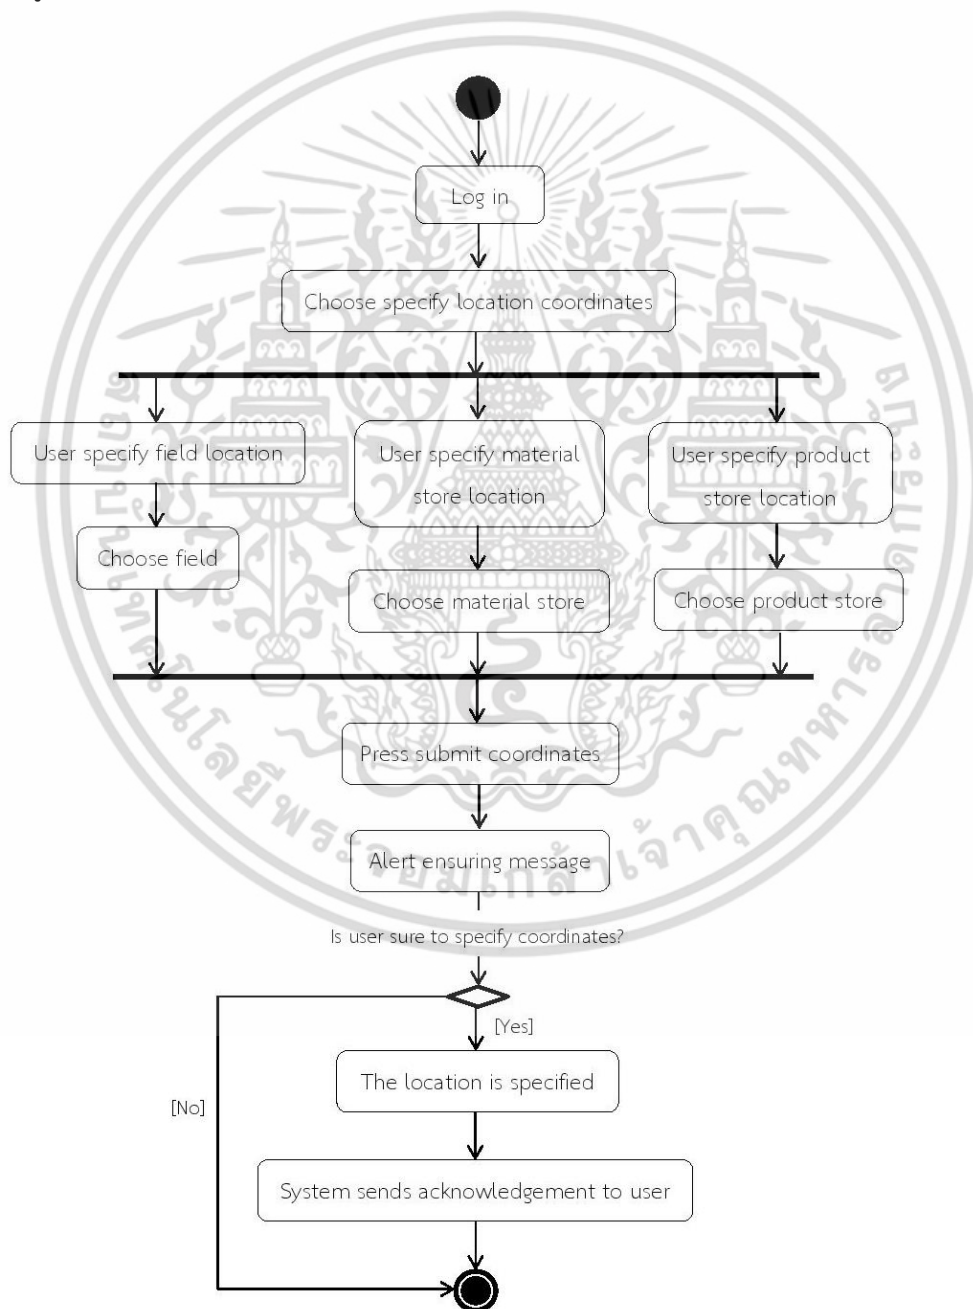 Log in
Choose specify location coordinates
User specify field location
User specify material
store location
User specify product
store location
Choose field
Choose material store
Choose product store
Press submit coordinates
Alert ensuring message
Is user sure to specify coordinates?
[Yes]
The location is specified
[No]
System sends acknowledgement to user